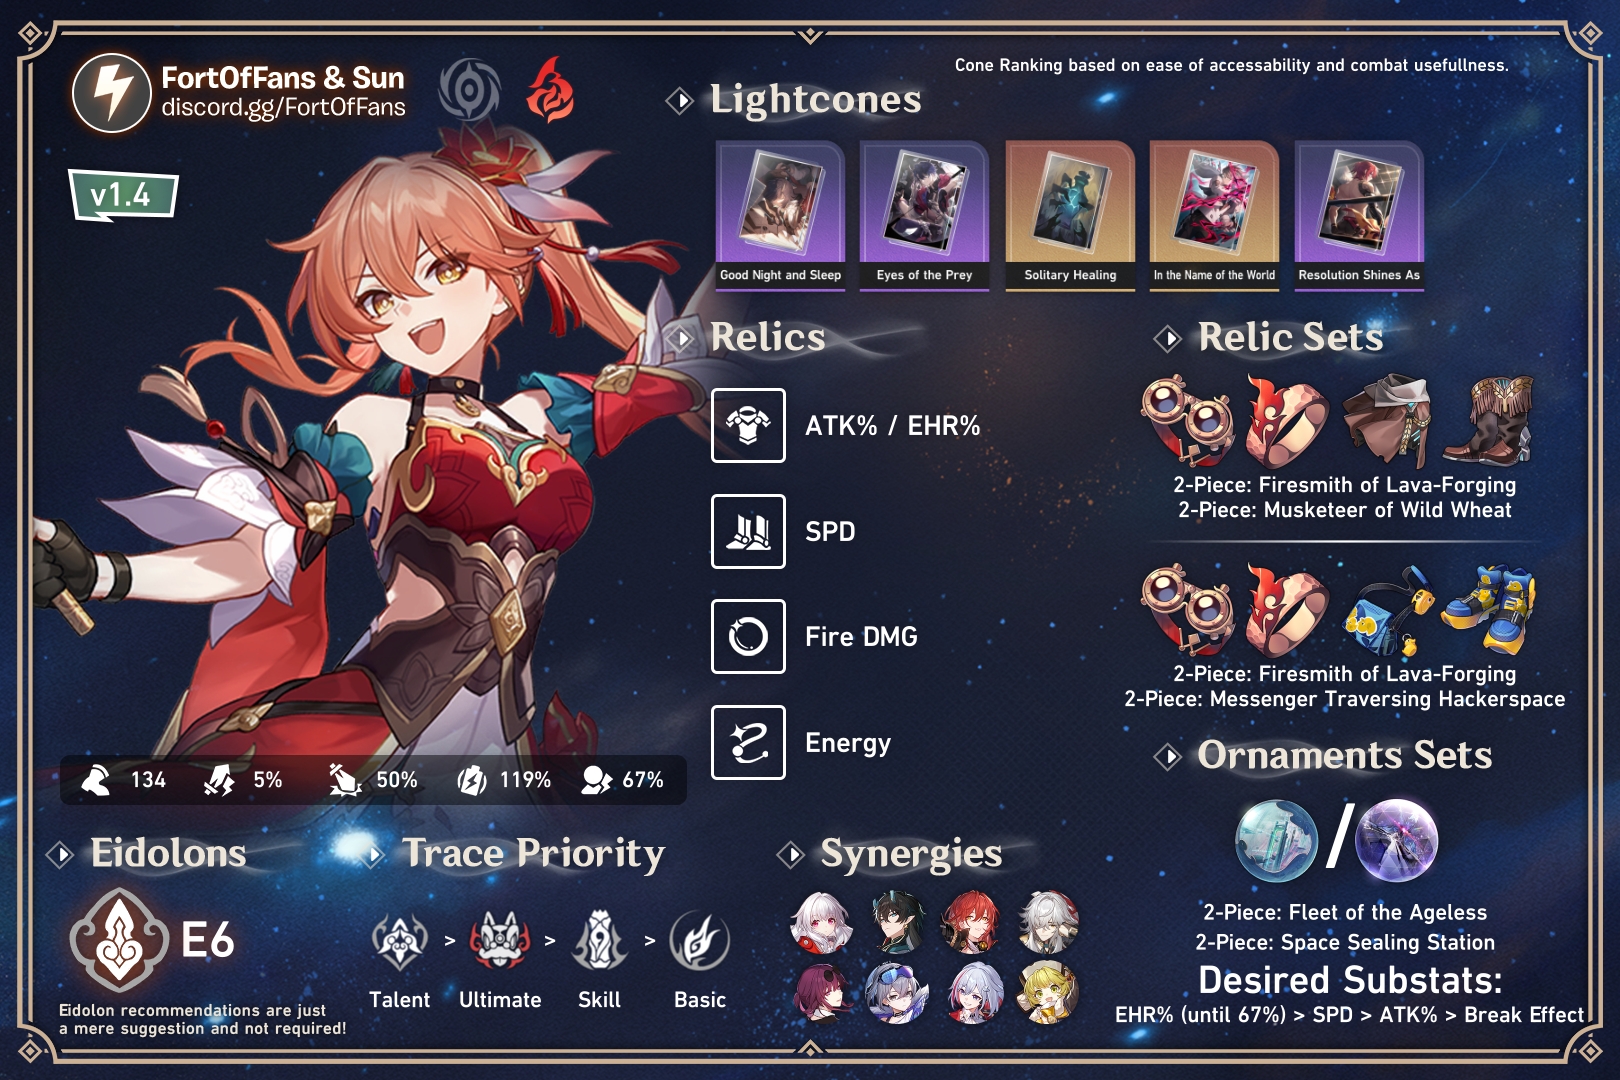 FortOfFans & Sun
discord.gg/FortOfFans
v1.4
Cone Ranking based on ease of accessability and combat usefullness.
Lightcones
Good Night and Sleep
Eyes of the Prey
Solitary Healing
In the Name of the World
Resolution Shines As
Relics
ATK% / EHR%
SPD
Fire DMG
Energy
Relic Sets
2-Piece: Firesmith of Lava-Forging
2-Piece: Musketeer of Wild Wheat
2-Piece: Firesmith of Lava-Forging
2-Piece: Messenger Traversing Hackerspace
Ornaments Sets
2-Piece: Fleet of the Ageless
2-Piece: Space Sealing Station
Desired Substats:
EHR% (until 67%) > SPD > ATK% > Break Effect
134 5% 50% 119% 67%
Eidolons
E6
Eidolon recommendations are just
a mere suggestion and not required!
Trace Priority
> > >
Talent Ultimate Skill Basic
Synergies